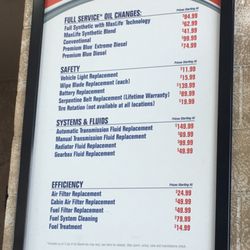 FULL SERVICE OIL CHANGES: Prices Starting At
Full Synthetic with MaxLife Technology $84.99
MaxLife Synthetic Blend $62.99
Conventional $41.99
Premium Blue Extreme Diesel $99.99
Premium Blue Diesel $74.99
SAFETY Prices Starting At
Vehicle Light Replacement $11.99
Wipe Blade Replacement (each) $15.99
Battery Replacement $139.99
Serpentine Belt Replacement (Lifetime Warranty) $89.99
Tire Rotation (not available at all locations) $19.99
SYSTEMS & FLUIDS Prices Starting At
Automatic Transmission Fluid Replacement $149.99
Manual Transmission Fluid Replacement $69.99
Radiator Fluid Replacement $99.99
Gearbox Fluid Replacement $49.99
EFFICIENCY Prices Starting At
Air Filter Replacement $24.99
Cabin Air Filter Replacement $49.99
Fuel Filter Replacement $49.99
Fuel System Cleaning $79.99
Fuel Treatment $14.99